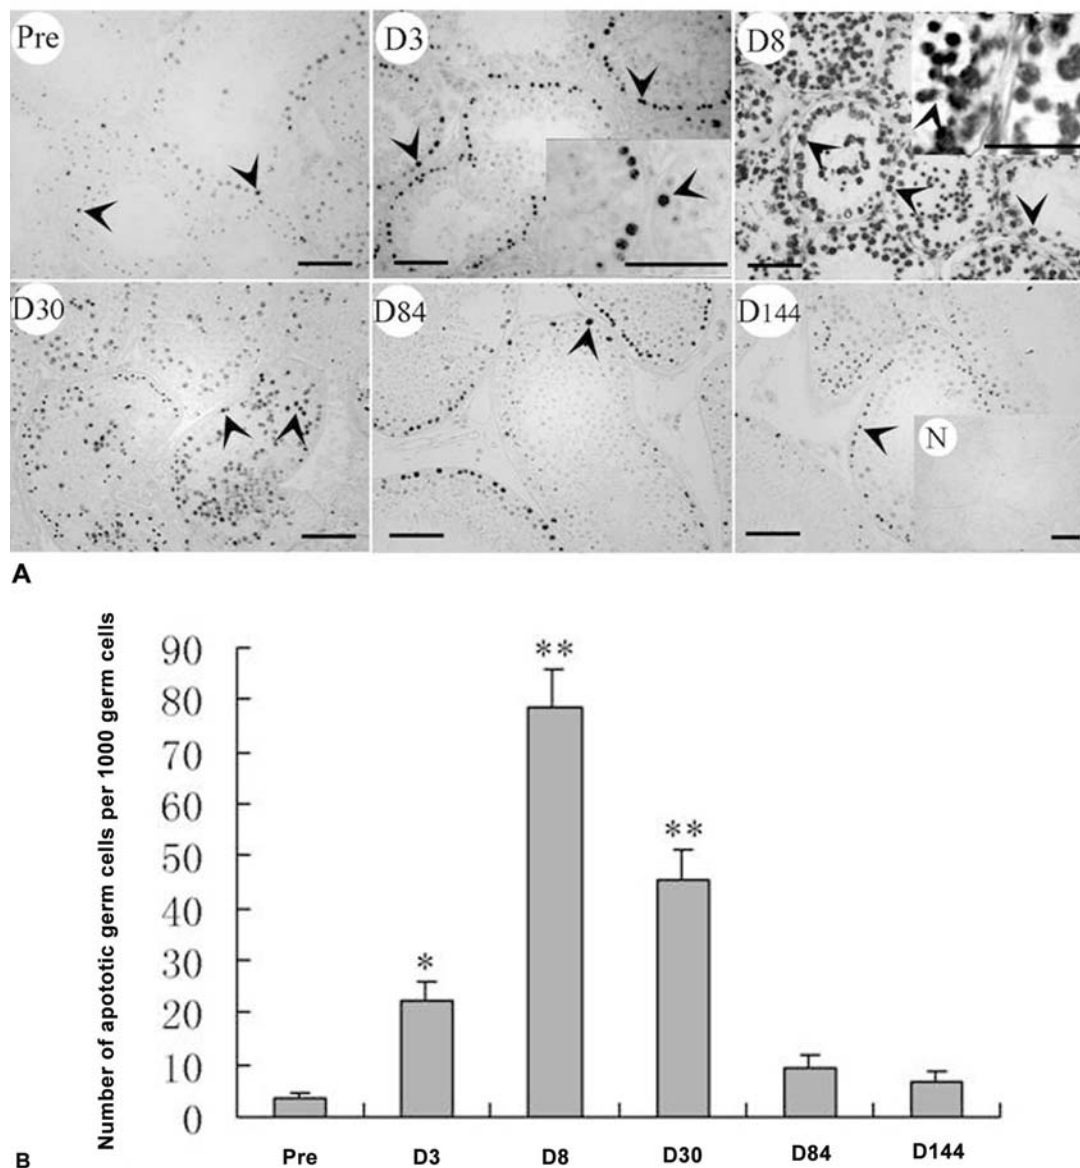 Pre
D3
D8
D30
D84
D144
N
A
Number of apototic germ cells per 1000 germ cells
90
80
70
60
50
40
30
20
10
0
*
**
**
Pre
D3
D8
D30
D84
D144
B